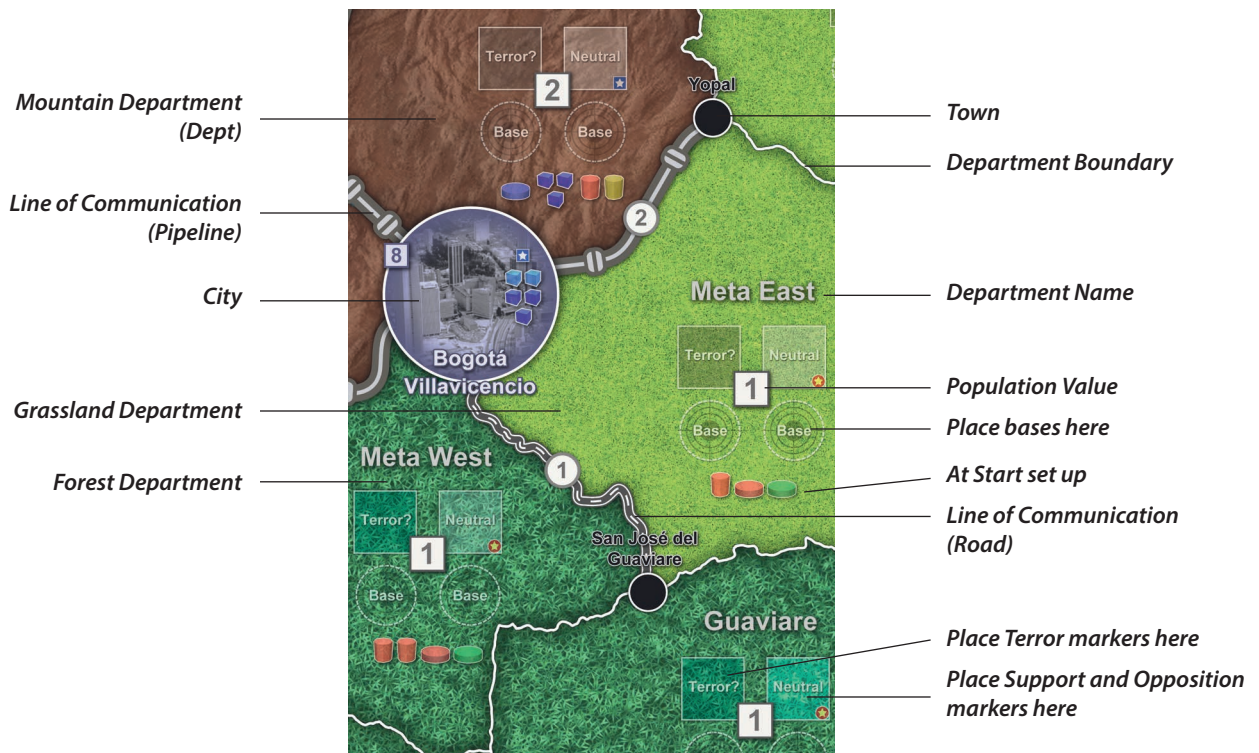 Mountain Department
(Dept)
Line of Communication
(Pipeline)
City
Grassland Department
Forest Department
Terror?
Neutral
2
Base
Base
Yopal
2
8
Bogotá
Villavicencio
Meta East
Terror?
Neutral
1
Base
Base
Meta West
1
Terror?
Neutral
1
Base
Base
San José del
Guaviare
Guaviare
Terror?
Neutral
1
Town
Department Boundary
Department Name
Population Value
Place bases here
At Start set up
Line of Communication
(Road)
Place Terror markers here
Place Support and Opposition
markers here